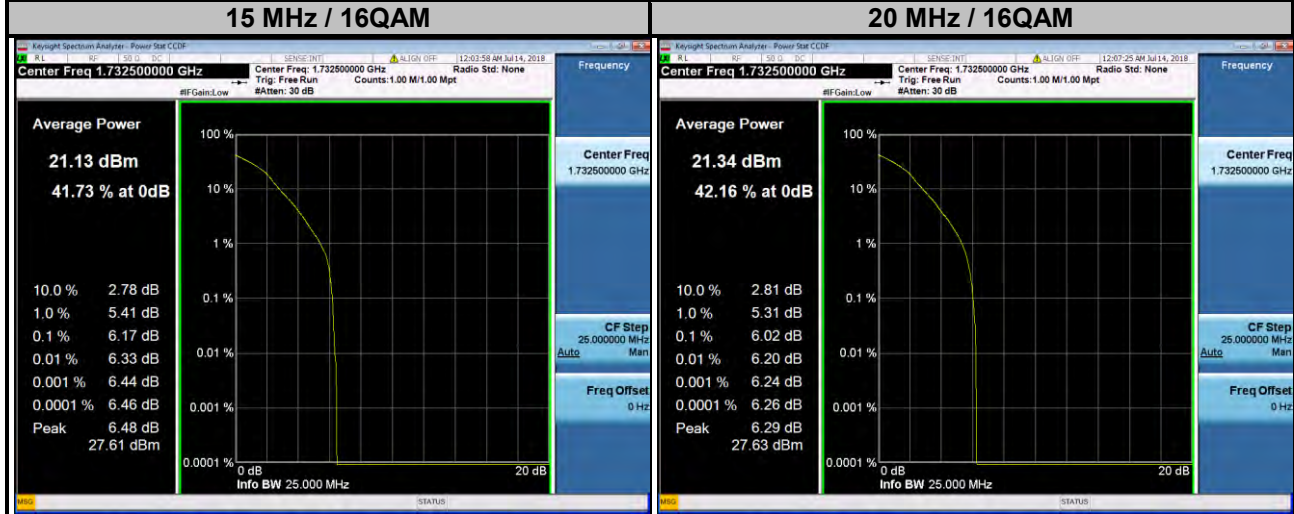 15 MHz / 16QAM
Keysight Spectrum Analyzer - Power Stat CCDF
RL RF 50 Ω DC SENSE:INT ALIGN OFF 12:03:58 AM Jul 14, 2018
Center Freq 1.732500000 GHz
Center Freq: 1.732500000 GHz Radio Std: None
Trig: Free Run Counts:1.00 M/1.00 Mpt
#IFGain:Low #Atten: 30 dB
Frequency
Average Power
21.13 dBm
41.73 % at 0dB
10.0 % 2.78 dB
1.0 % 5.41 dB
0.1 % 6.17 dB
0.01 % 6.33 dB
0.001 % 6.44 dB
0.0001 % 6.46 dB
Peak 6.48 dB
27.61 dBm
100 %
10 %
1 %
0.1 %
0.01 %
0.001 %
0.0001 %
0 dB 20 dB
Info BW 25.000 MHz
Center Freq
1.732500000 GHz
CF Step
25.000000 MHz
Auto Man
Freq Offset
0 Hz
MSG STATUS
20 MHz / 16QAM
Keysight Spectrum Analyzer - Power Stat CCDF
RL RF 50 Ω DC SENSE:INT ALIGN OFF 12:07:25 AM Jul 14, 2018
Center Freq 1.732500000 GHz
Center Freq: 1.732500000 GHz Radio Std: None
Trig: Free Run Counts:1.00 M/1.00 Mpt
#IFGain:Low #Atten: 30 dB
Frequency
Average Power
21.34 dBm
42.16 % at 0dB
10.0 % 2.81 dB
1.0 % 5.31 dB
0.1 % 6.02 dB
0.01 % 6.20 dB
0.001 % 6.24 dB
0.0001 % 6.26 dB
Peak 6.29 dB
27.63 dBm
100 %
10 %
1 %
0.1 %
0.01 %
0.001 %
0.0001 %
0 dB 20 dB
Info BW 25.000 MHz
Center Freq
1.732500000 GHz
CF Step
25.000000 MHz
Auto Man
Freq Offset
0 Hz
MSG STATUS